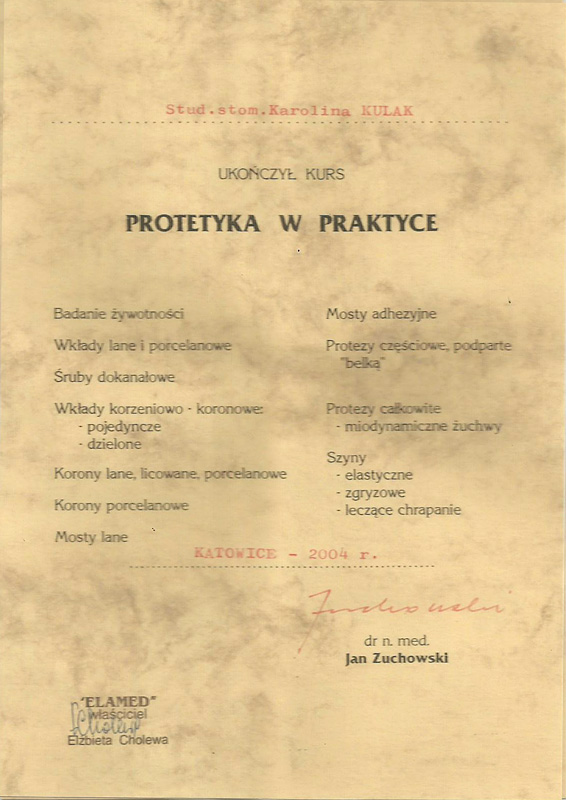 Stud.stom.Karolina KULAK
UKOŃCZYŁ KURS
PROTETYKA W PRAKTYCE
Badanie żywotności
Wkłady lane i porcelanowe
Śruby dokanałowe
Wkłady korzeniowo - koronowe:
- pojedyncze
- dzielone
Korony lane, licowane, porcelanowe
Korony porcelanowe
Mosty lane
Mosty adhezyjne
Protezy częściowe, podparte
"belką"
Protezy całkowite
- miodynamiczne żuchwy
Szyny
- elastyczne
- zgryzowe
- leczące chrapanie
KATOWICE - 2004 r.
Zuchowski
dr n. med.
Jan Zuchowski
"ELAMED"
właściciel
Elżbieta Cholewa